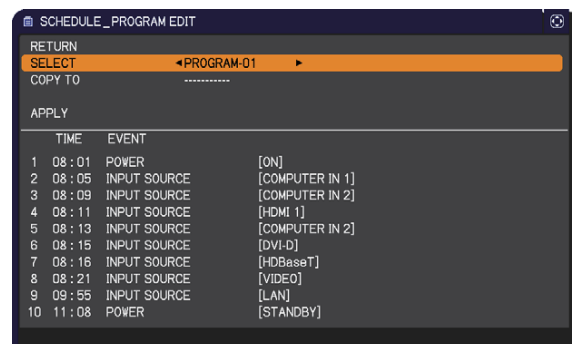 SCHEDULE_PROGRAM EDIT
RETURN
SELECT ◄PROGRAM-01 ►
COPY TO -----------
APPLY
TIME EVENT
1 08 : 01 POWER [ON]
2 08 : 05 INPUT SOURCE [COMPUTER IN 1]
3 08 : 09 INPUT SOURCE [COMPUTER IN 2]
4 08 : 11 INPUT SOURCE [HDMI 1]
5 08 : 13 INPUT SOURCE [COMPUTER IN 2]
6 08 : 15 INPUT SOURCE [DVI-D]
7 08 : 16 INPUT SOURCE [HDBaseT]
8 08 : 21 INPUT SOURCE [VIDEO]
9 09 : 55 INPUT SOURCE [LAN]
10 11 : 08 POWER [STANDBY]